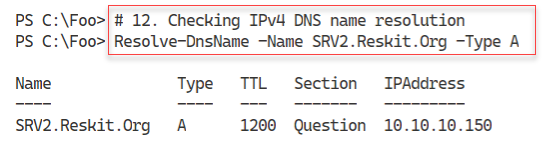 PS C:\Foo> # 12. Checking IPv4 DNS name resolution
PS C:\Foo> Resolve-DnsName -Name SRV2.Reskit.Org -Type A
Name Type TTL Section IPAddress
---- ---- --- ------- ---------
SRV2.Reskit.Org A 1200 Question 10.10.10.150